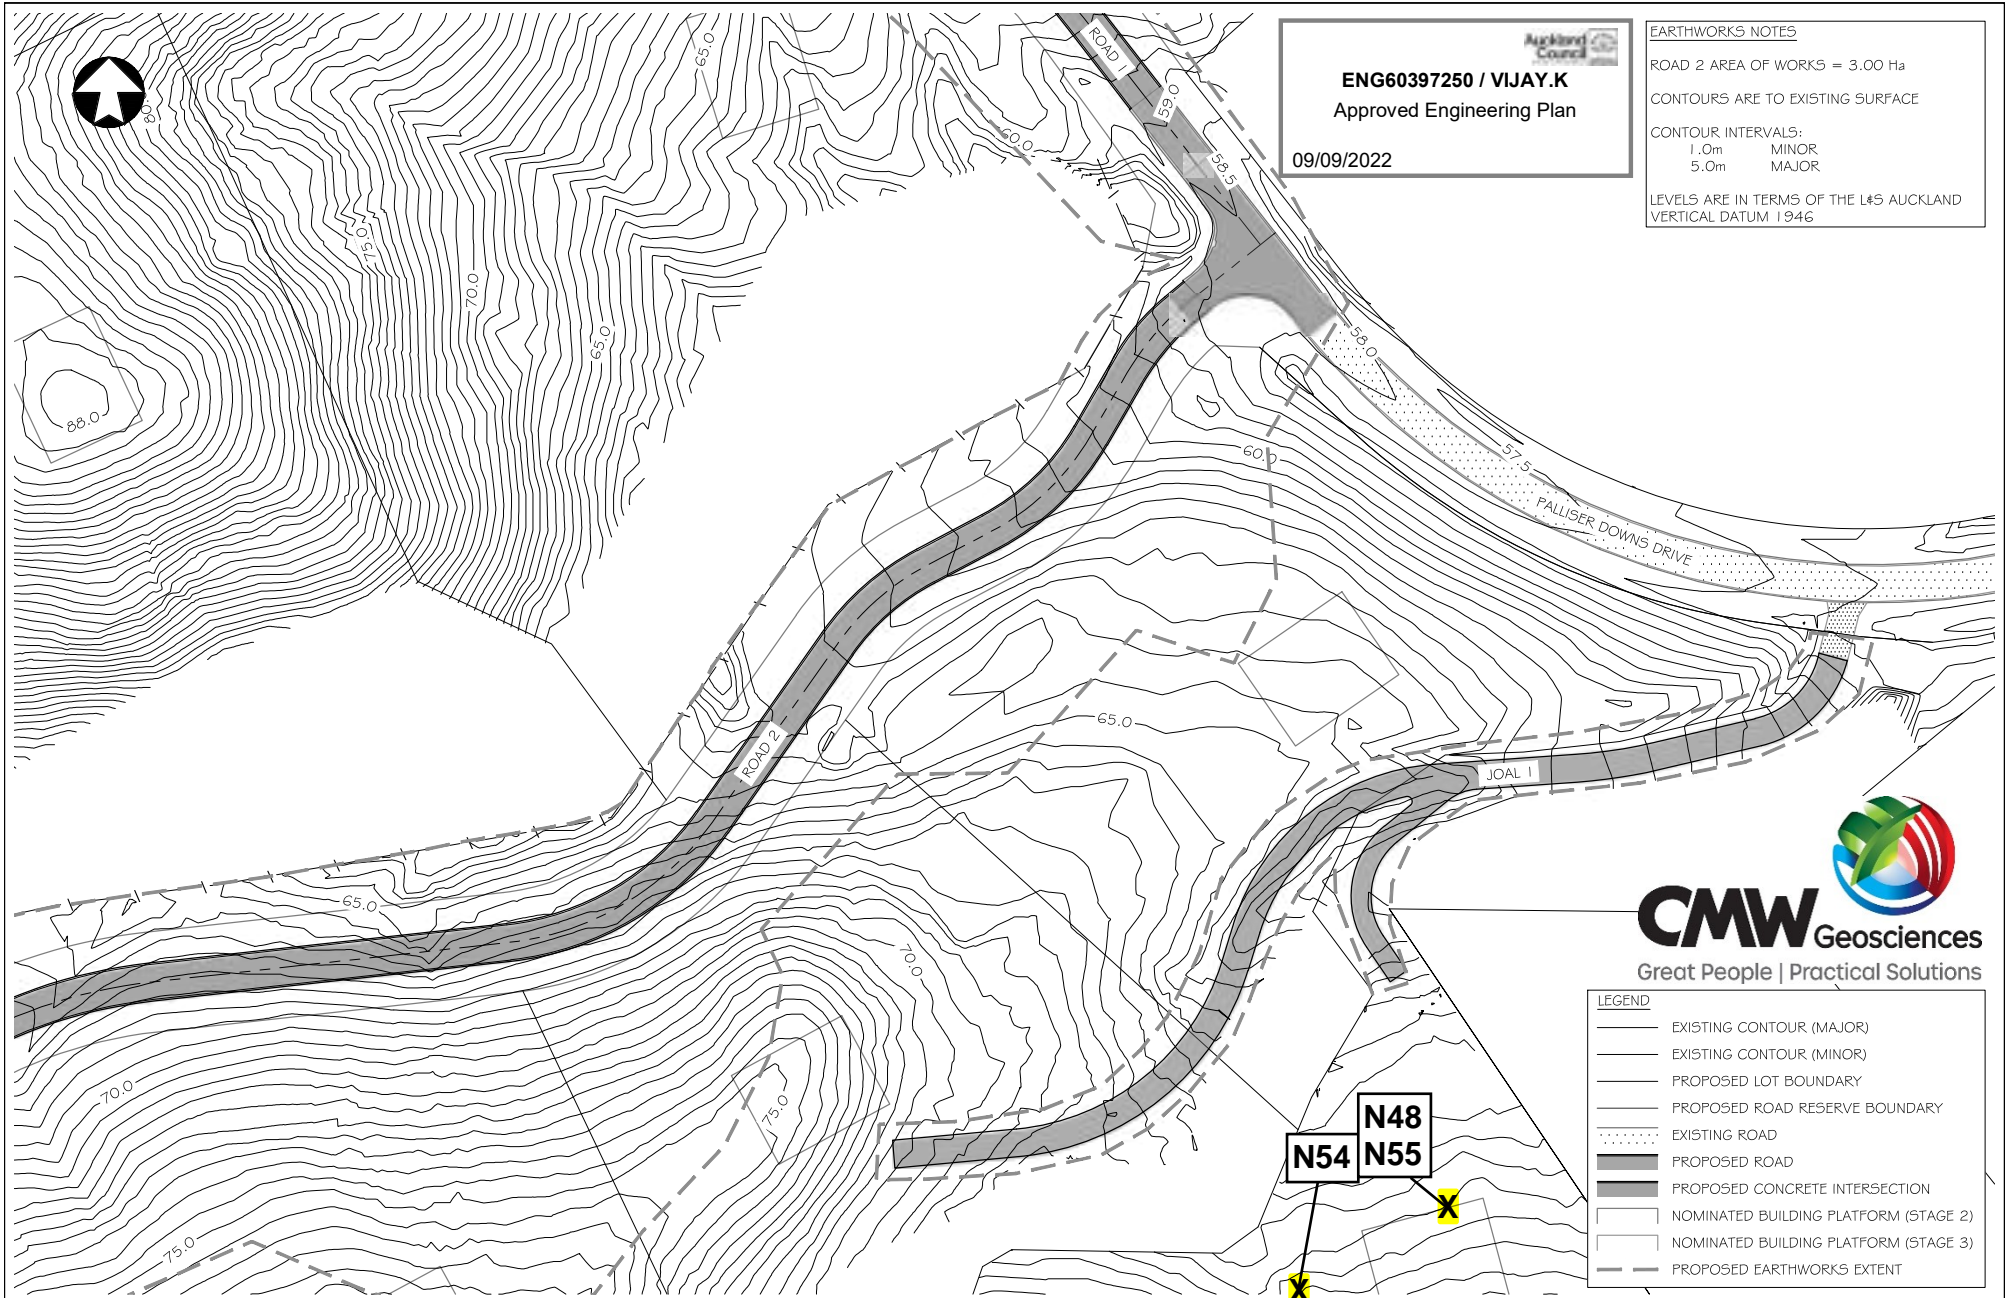 ROAD 1
59.0
58.5
58.0
57.5
PALLISER DOWNS DRIVE
65.0
60.0
80.0
75.0
70.0
65.0
88.0
60.0
65.0
ROAD 2
JOAL 1
65.0
70.0
70.0
75.0
75.0
Auckland
Council
ENG60397250 / VIJAY.K
Approved Engineering Plan
09/09/2022
EARTHWORKS NOTES
ROAD 2 AREA OF WORKS = 3.00 Ha
CONTOURS ARE TO EXISTING SURFACE
CONTOUR INTERVALS:
1.0m MINOR
5.0m MAJOR
LEVELS ARE IN TERMS OF THE L&S AUCKLAND
VERTICAL DATUM 1946
CMW Geosciences
Great People | Practical Solutions
N54
N48
N55
X
X
LEGEND
EXISTING CONTOUR (MAJOR)
EXISTING CONTOUR (MINOR)
PROPOSED LOT BOUNDARY
PROPOSED ROAD RESERVE BOUNDARY
EXISTING ROAD
PROPOSED ROAD
PROPOSED CONCRETE INTERSECTION
NOMINATED BUILDING PLATFORM (STAGE 2)
NOMINATED BUILDING PLATFORM (STAGE 3)
PROPOSED EARTHWORKS EXTENT